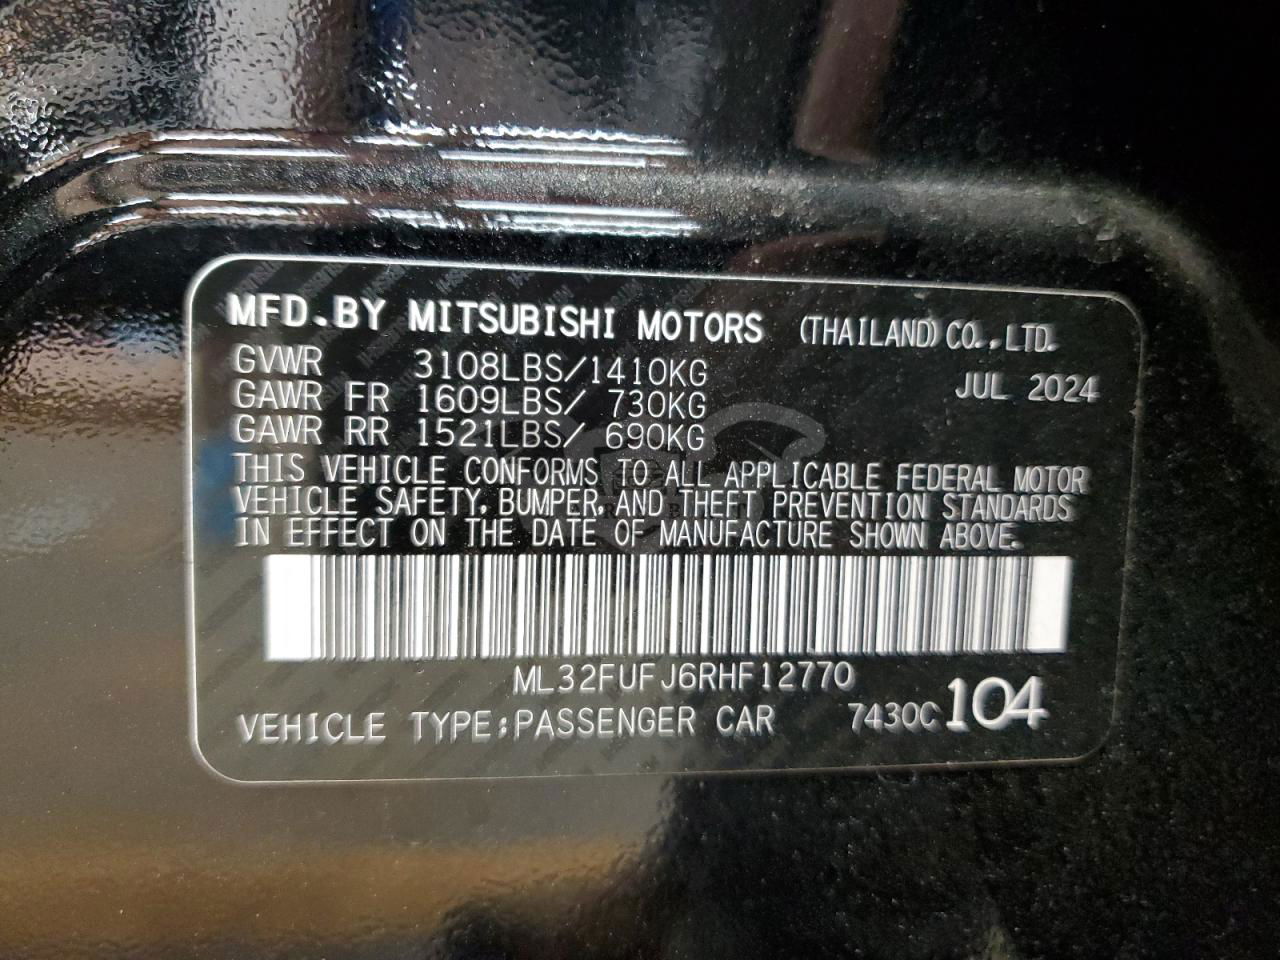 MFD.BY MITSUBISHI MOTORS (THAILAND) CO.,LTD.
GVWR 3108LBS/1410KG JUL 2024
GAWR FR 1609LBS/ 730KG
GAWR RR 1521LBS/ 690KG
THIS VEHICLE CONFORMS TO ALL APPLICABLE FEDERAL MOTOR
VEHICLE SAFETY, BUMPER, AND THEFT PREVENTION STANDARDS
IN EFFECT ON THE DATE OF MANUFACTURE SHOWN ABOVE.
ML32FUFJ6RHF12770
VEHICLE TYPE:PASSENGER CAR 7430C 104